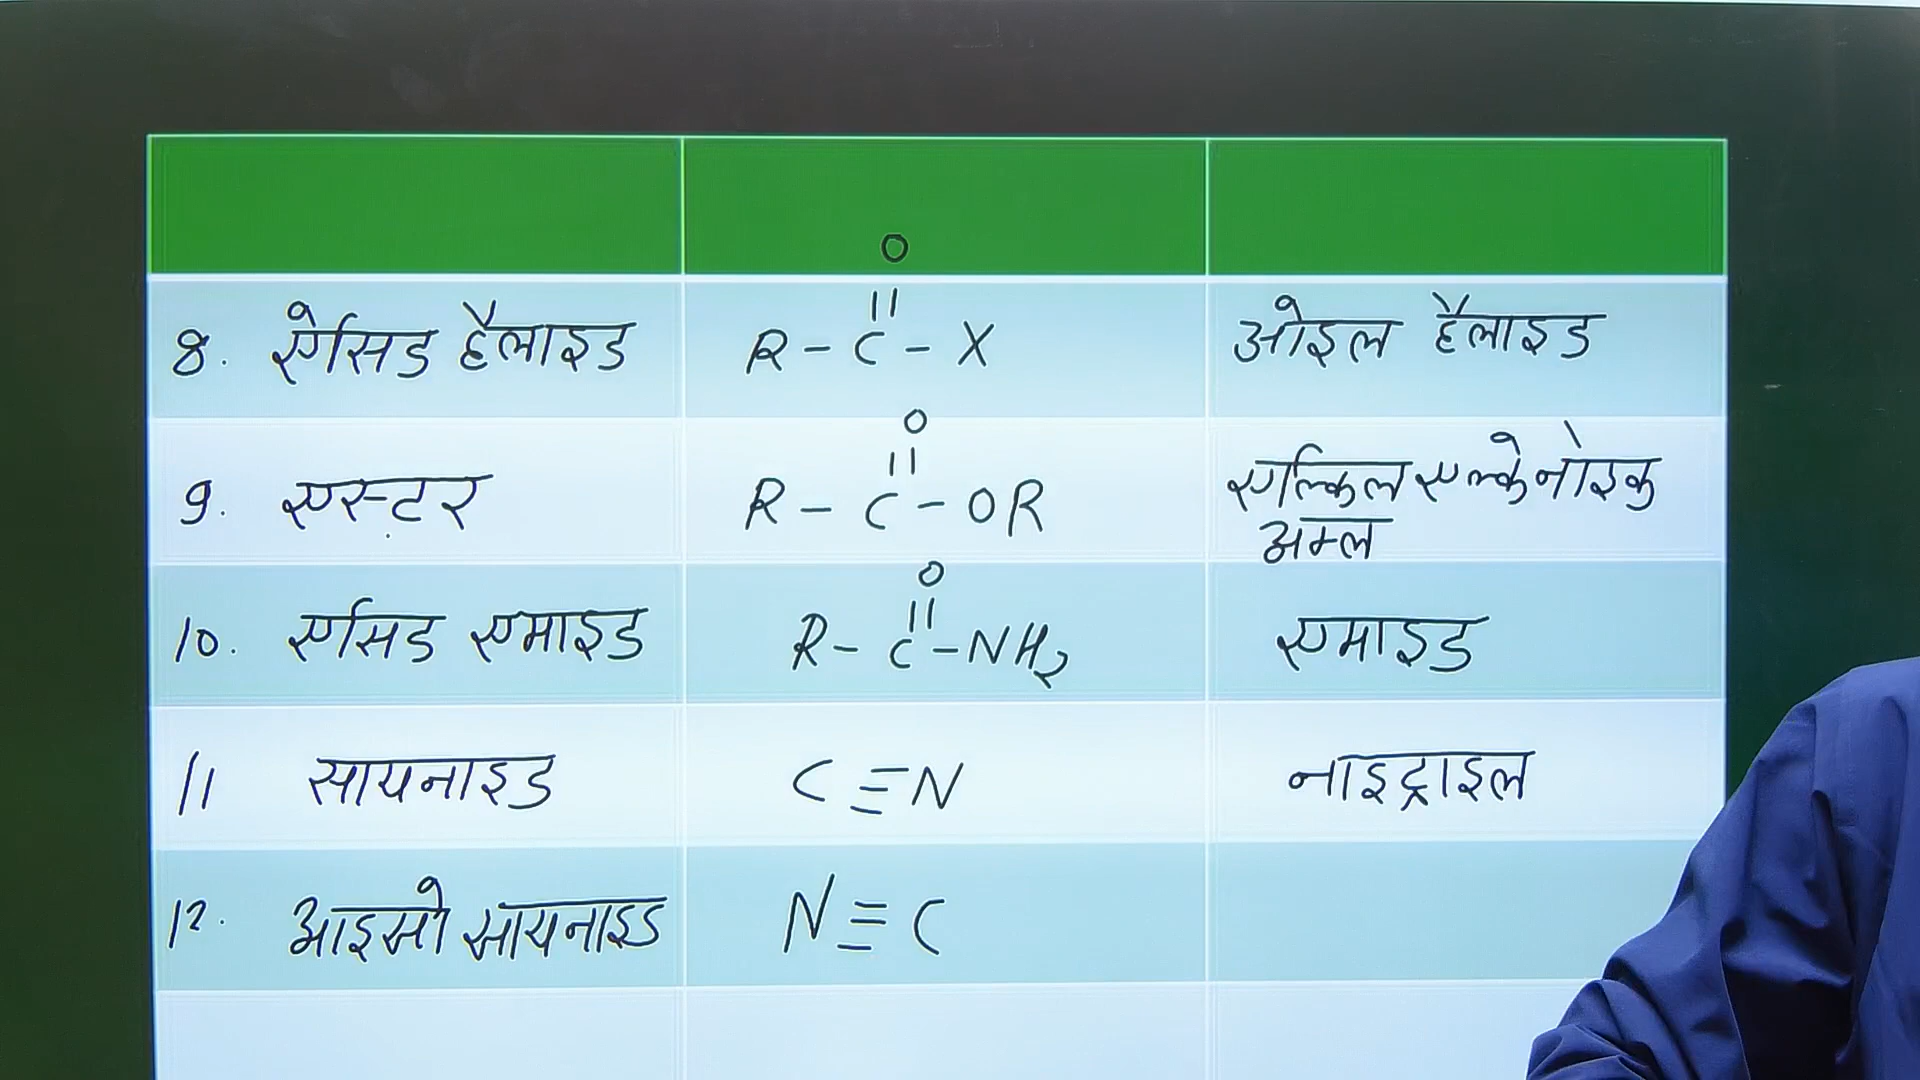 8. ऐसिड हैलाइड R-C(=O)-X ओइल हैलाइड
9. एस्टर R-C(=O)-OR एल्किल एल्केनोइक अम्ल
10. एसिड एमाइड R-C(=O)-NH₂ एमाइड
11 सायनाइड C≡N नाइट्राइल
12. आइसो सायनाइड N≡C